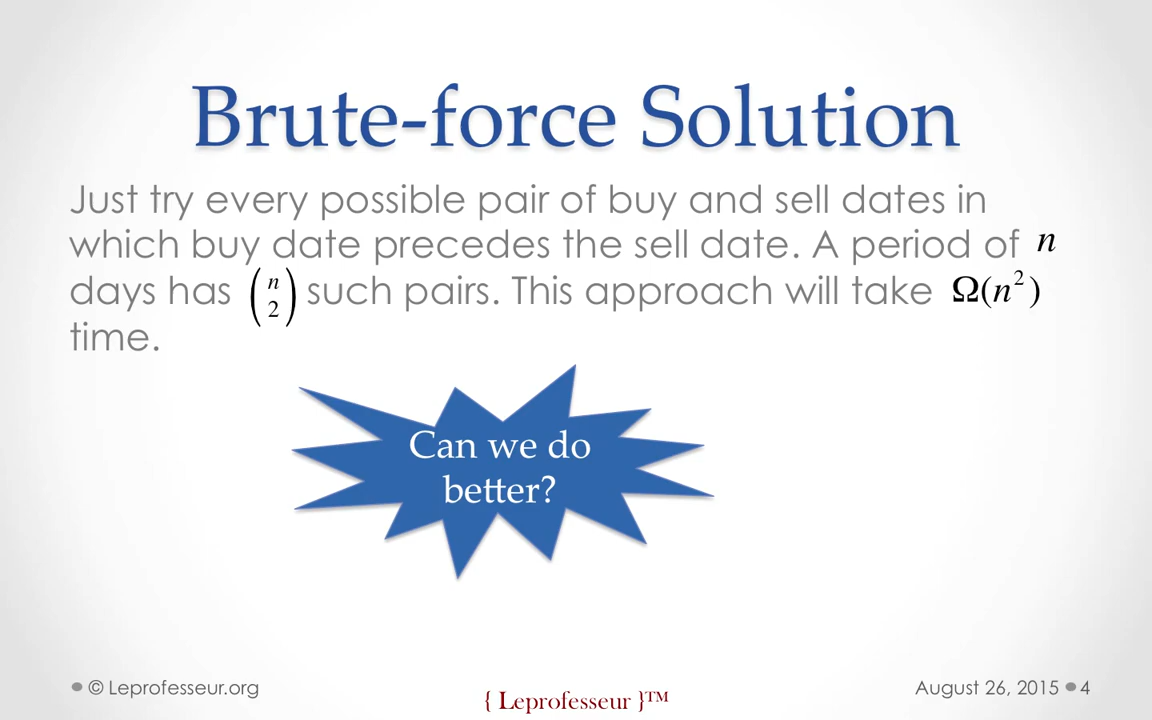 Brute-force Solution
Just try every possible pair of buy and sell dates in
which buy date precedes the sell date. A period of n
days has (n 2) such pairs. This approach will take Ω(n²)
time.
Can we do
better?
© Leprofesseur.org
{ Leprofesseur }™
August 26, 2015 4